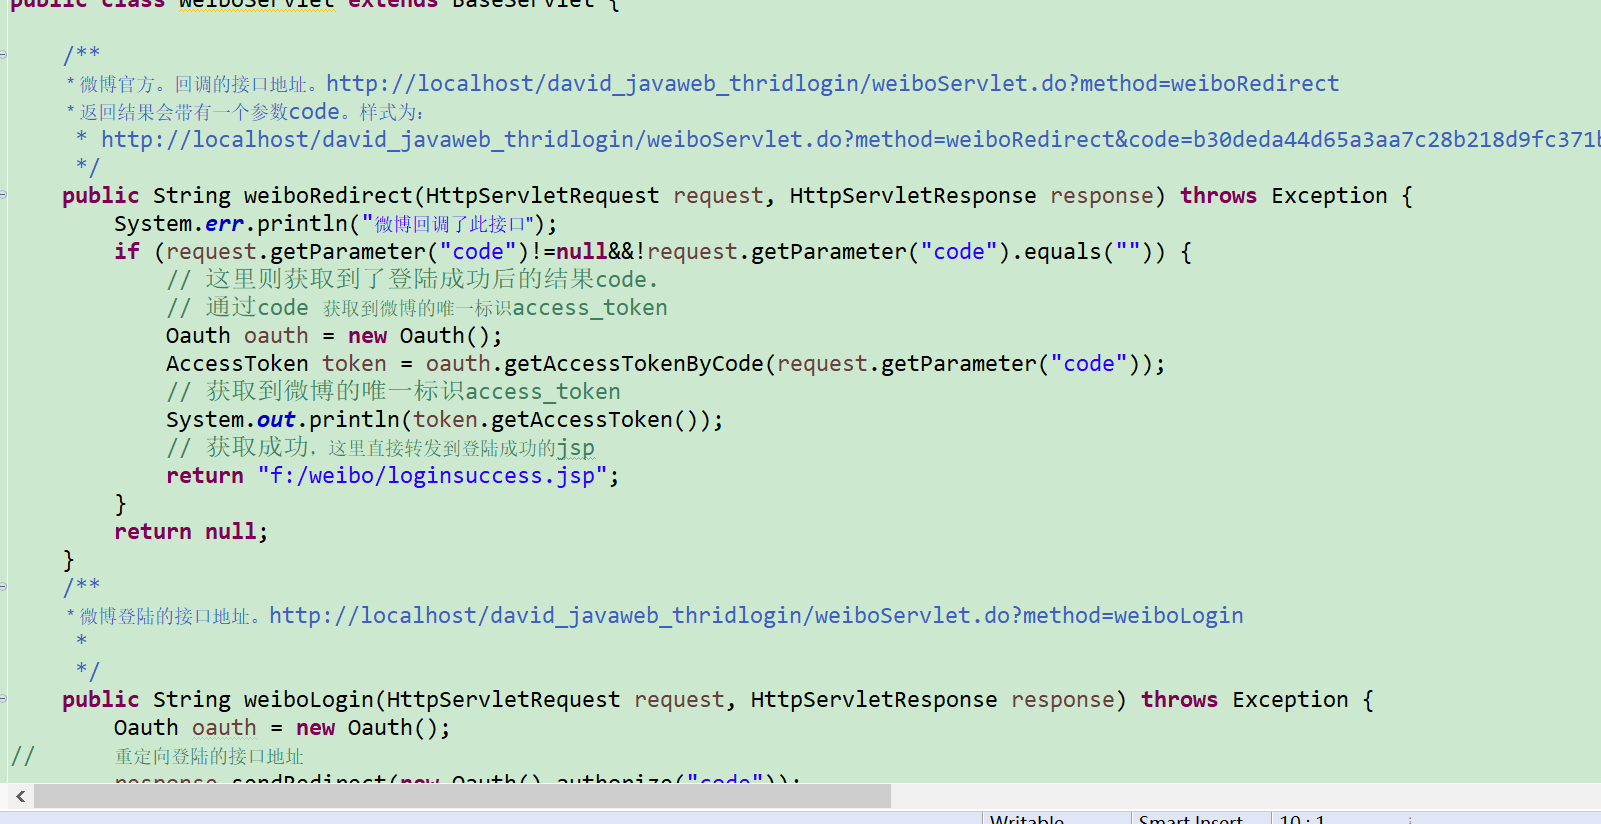 public class WeiboServlet extends BaseServlet {
/**
* 微博官方。回调的接口地址。http://localhost/david_javaweb_thridlogin/weiboServlet.do?method=weiboRedirect
* 返回结果会带有一个参数code。样式为:
* http://localhost/david_javaweb_thridlogin/weiboServlet.do?method=weiboRedirect&code=b30deda44d65a3aa7c28b218d9fc371b
*/
public String weiboRedirect(HttpServletRequest request, HttpServletResponse response) throws Exception {
System.err.println("微博回调了此接口");
if (request.getParameter("code")!=null&&!request.getParameter("code").equals("")) {
// 这里则获取到了登陆成功后的结果code.
// 通过code 获取到微博的唯一标识access_token
Oauth oauth = new Oauth();
AccessToken token = oauth.getAccessTokenByCode(request.getParameter("code"));
// 获取到微博的唯一标识access_token
System.out.println(token.getAccessToken());
// 获取成功，这里直接转发到登陆成功的jsp
return "f:/weibo/loginsuccess.jsp";
}
return null;
}
/**
* 微博登陆的接口地址。http://localhost/david_javaweb_thridlogin/weiboServlet.do?method=weiboLogin
*
*/
public String weiboLogin(HttpServletRequest request, HttpServletResponse response) throws Exception {
Oauth oauth = new Oauth();
// 重定向登陆的接口地址
response.sendRedirect(new Oauth().authorize("code"));
Writable Smart Insert 10 : 1